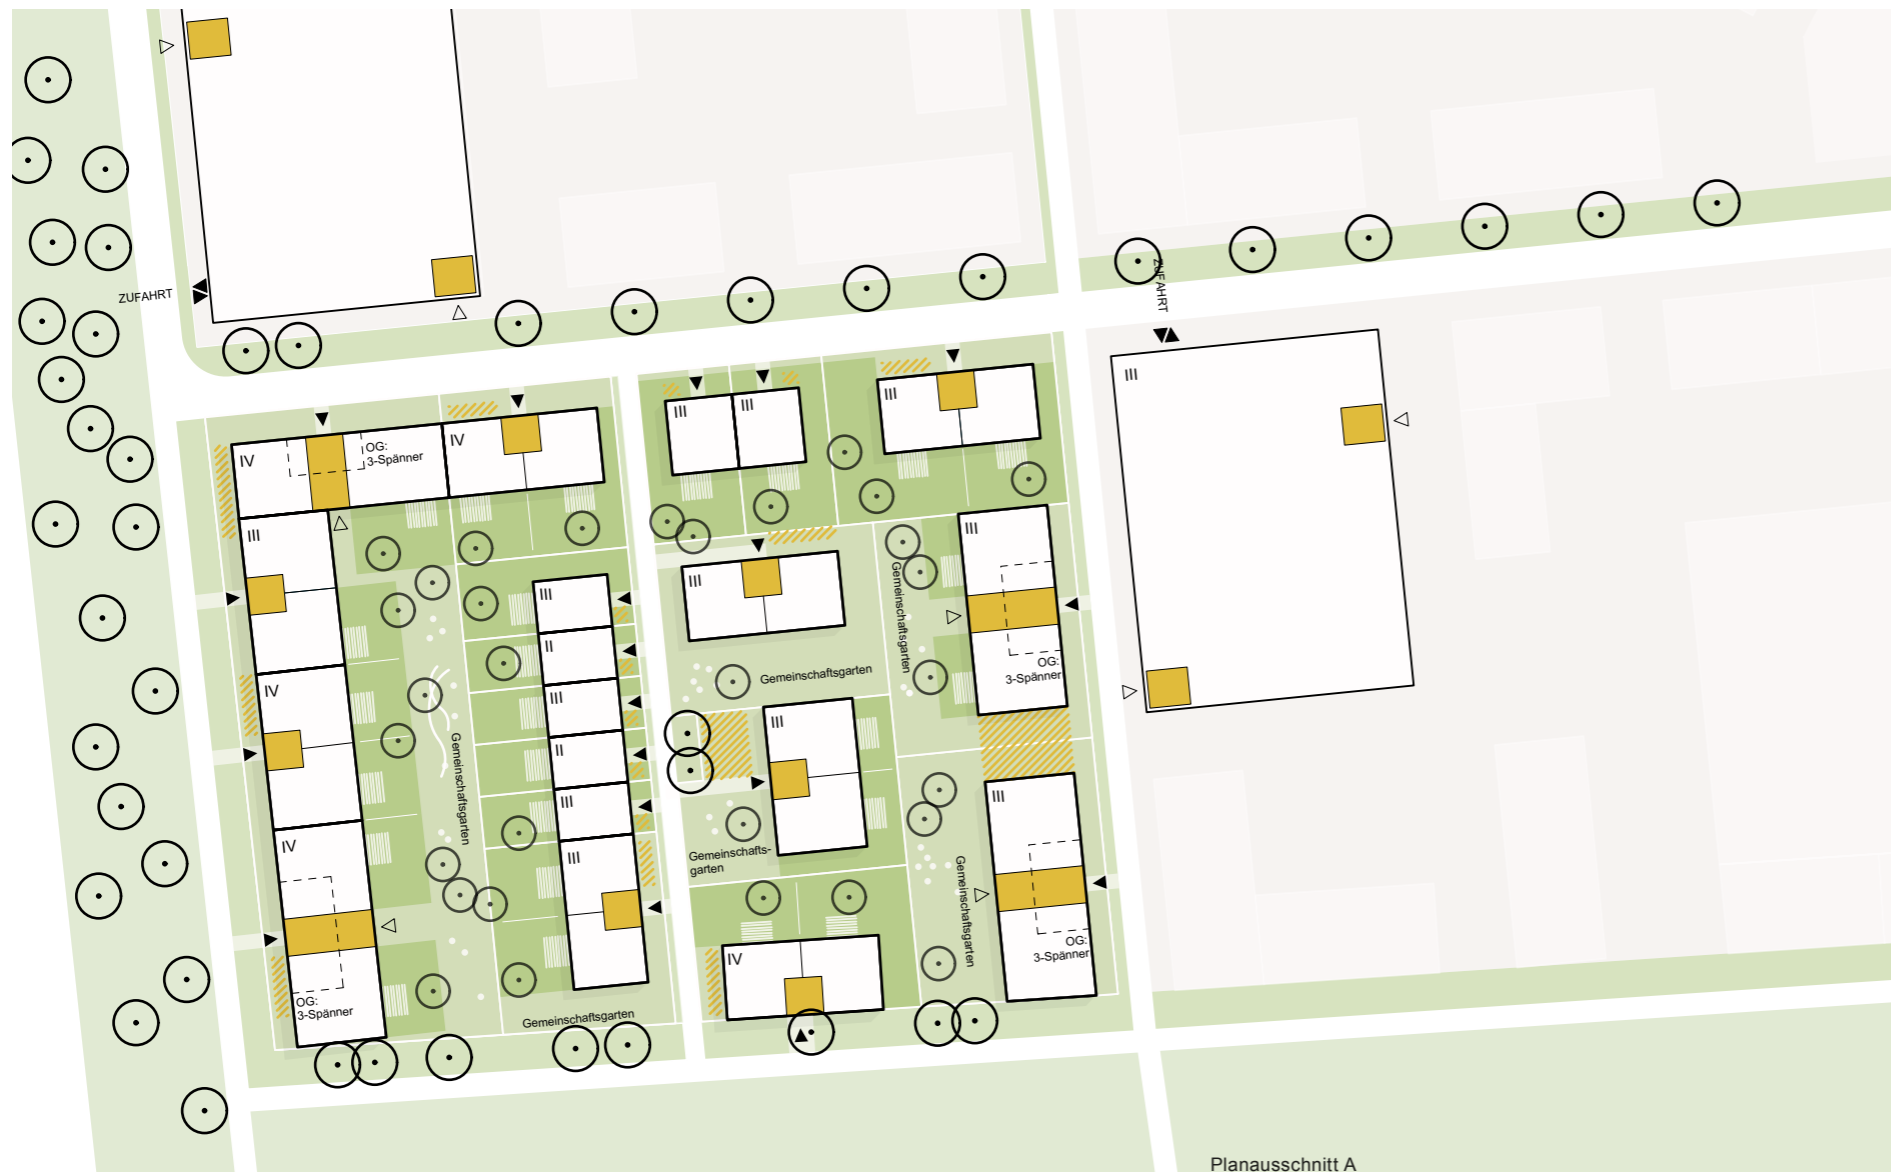 ZUFAHRT
ZUFAHRT
III
IV
OG:
3-Spänner
IV
III
III
III
III
III
III
III
IV
III
II
III
II
III
III
IV
OG:
3-Spänner
Gemeinschaftsgarten
Gemeinschaftsgarten
Gemeinschaftsgarten
Gemeinschaftsgarten
OG:
3-Spänner
III
Gemeinschafts-
garten
III
Gemeinschaftsgarten
OG:
3-Spänner
IV
Gemeinschaftsgarten
Planausschnitt A